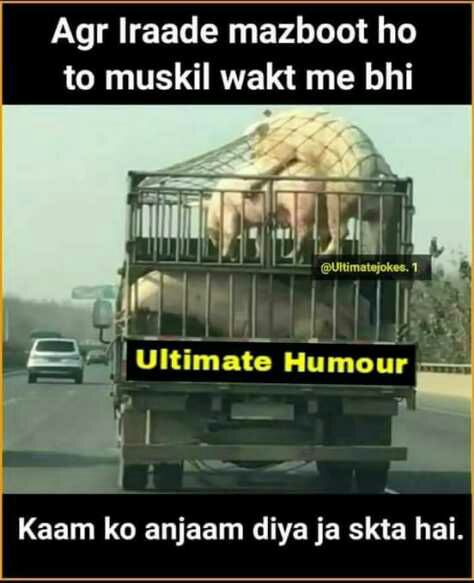 Agr Iraade mazboot ho
to muskil wakt me bhi
@Ultimatejokes. 1
Ultimate Humour
Kaam ko anjaam diya ja skta hai.